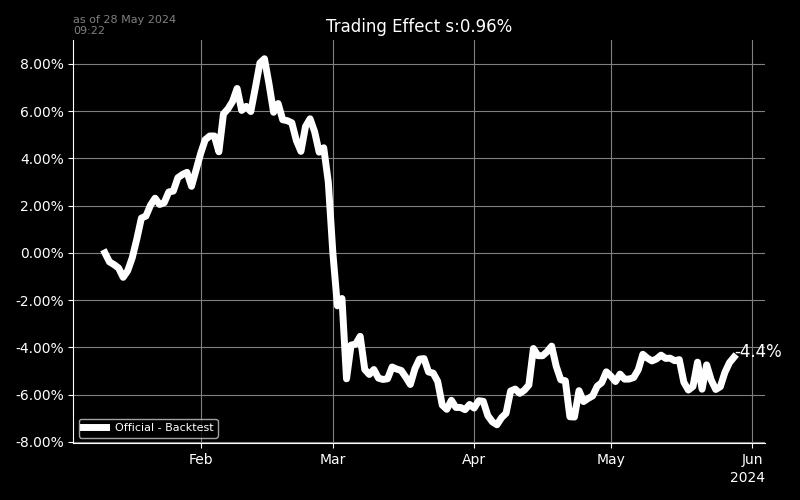 as of 28 May 2024
09:22
Trading Effect s:0.96%
8.00%
6.00%
4.00%
2.00%
0.00%
-2.00%
-4.00%
-6.00%
-8.00%
-4.4%
Official - Backtest
Feb
Mar
Apr
May
Jun
2024